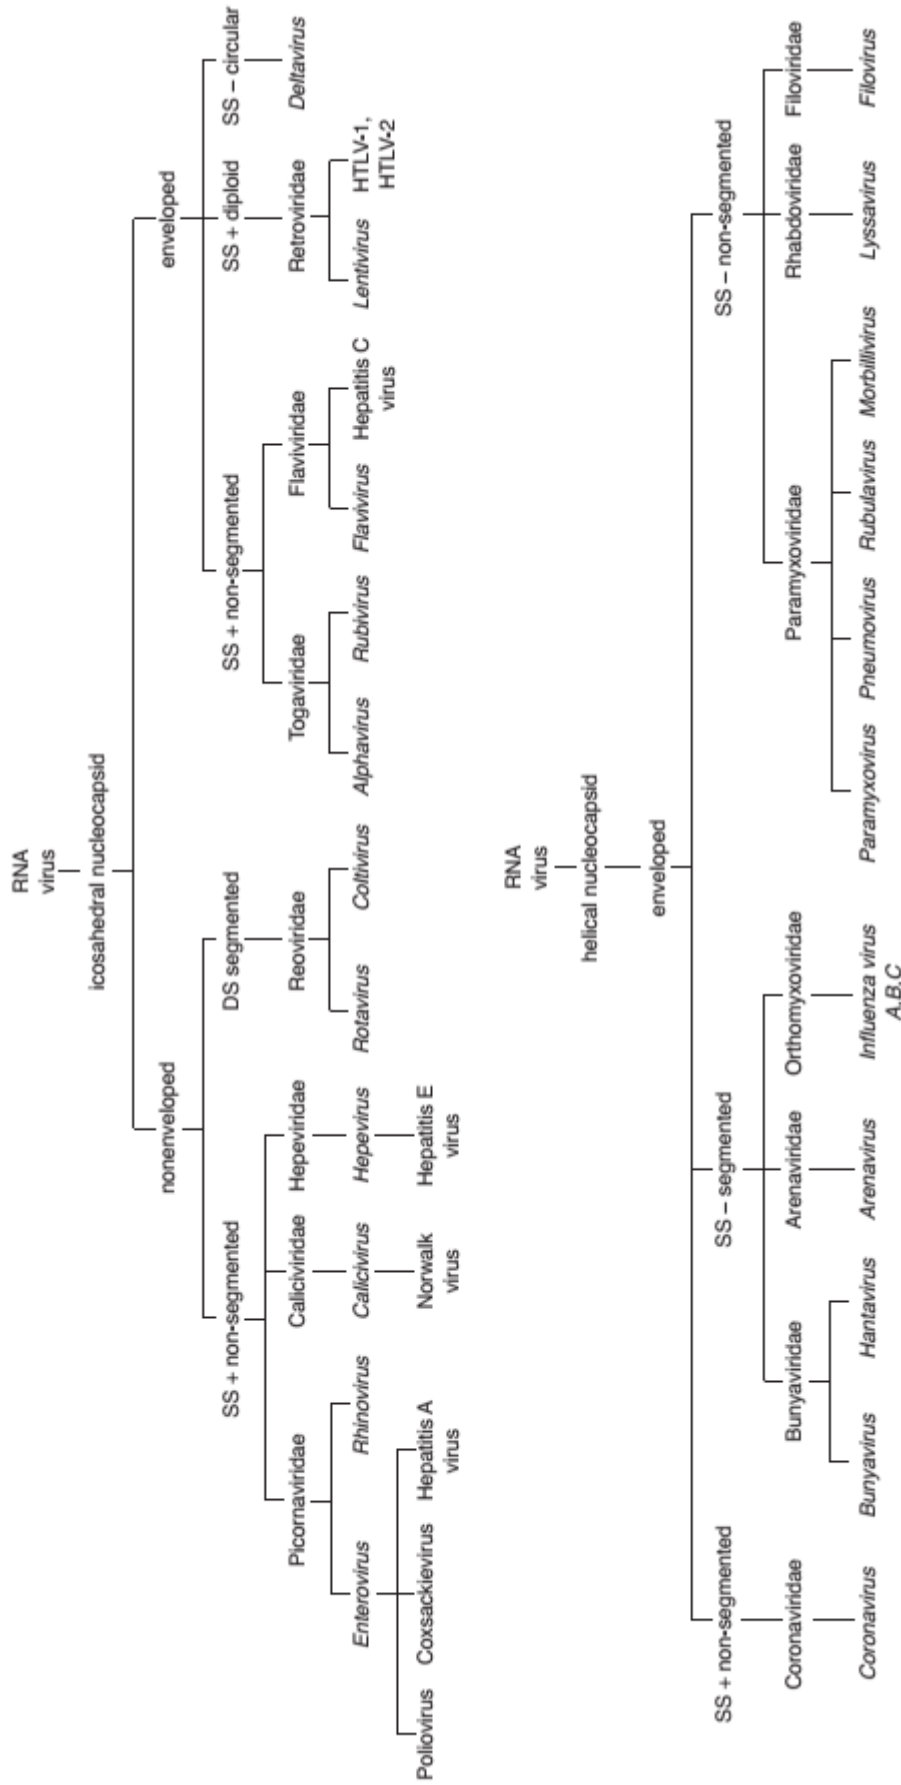 RNA
virus
icosahedral nucleocapsid
nonenveloped
enveloped
SS + non-segmented
DS segmented
SS + non-segmented
SS + diploid
SS – circular
Picornaviridae
Caliciviridae
Hepeviridae
Reoviridae
Togaviridae
Flaviviridae
Retroviridae
Deltavirus
Enterovirus
Rhinovirus
Calicivirus
Hepevirus
Rotavirus
Coltivirus
Alphavirus
Rubivirus
Flavivirus
Hepatitis C
virus
Lentivirus
HTLV-1,
HTLV-2
Poliovirus
Coxsackievirus
Hepatitis A
virus
Norwalk
virus
Hepatitis E
virus
RNA
virus
helical nucleocapsid
enveloped
SS + non-segmented
SS – segmented
SS – non-segmented
Coronaviridae
Bunyaviridae
Arenaviridae
Orthomyxoviridae
Paramyxoviridae
Rhabdoviridae
Filoviridae
Coronavirus
Bunyavirus
Hantavirus
Arenavirus
Influenza virus
A.B.C
Paramyxovirus
Pneumovirus
Rubulavirus
Morbillivirus
Lyssavirus
Filovirus